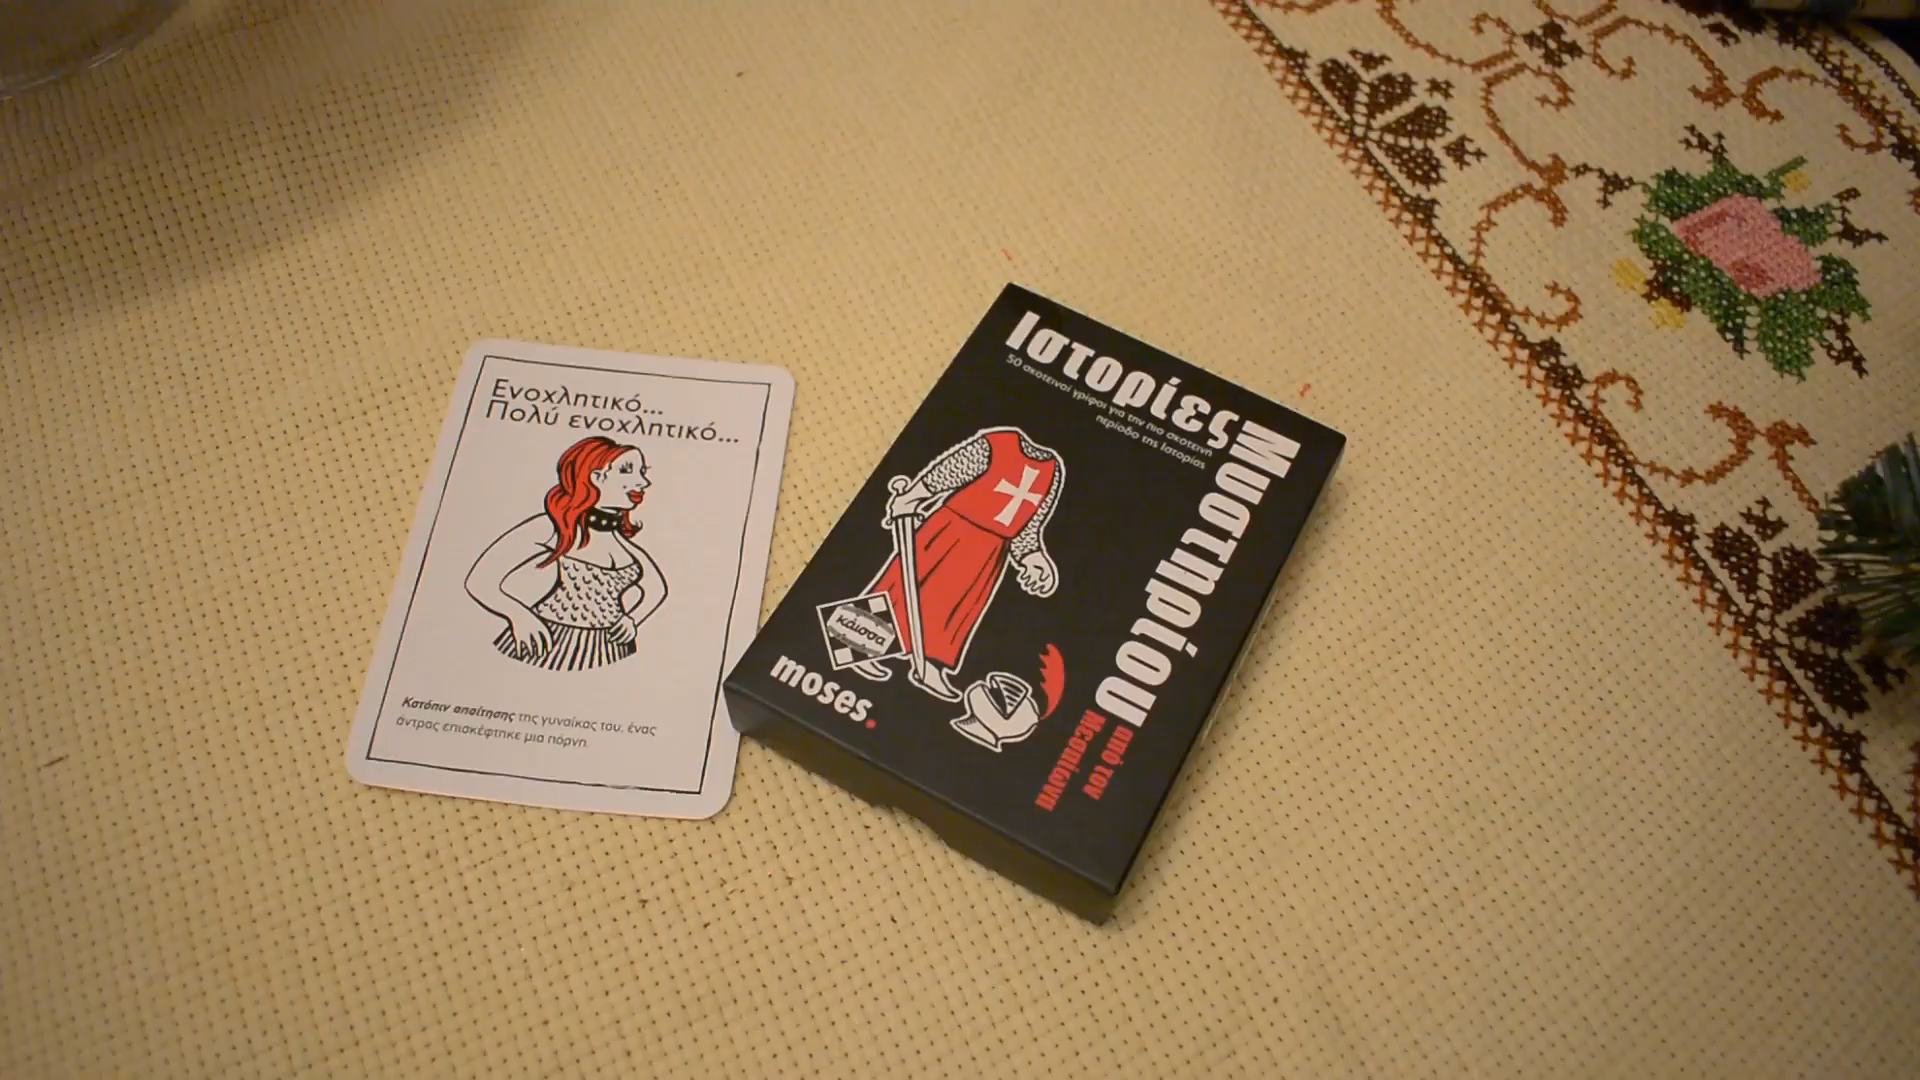 Ενοχλητικό...
Πολύ ενοχλητικό...
Κατόπιν απαίτησης της γυναίκας του, ένας
άντρας επισκέφτηκε μια πόρνη.
Ιστορίες
50 σκοτεινοί γρίφοι για την πιο σκοτεινή
περίοδο της Ιστορίας
Μυστηρίου
από τον
Μεσαίωνα
κάισσα
moses.